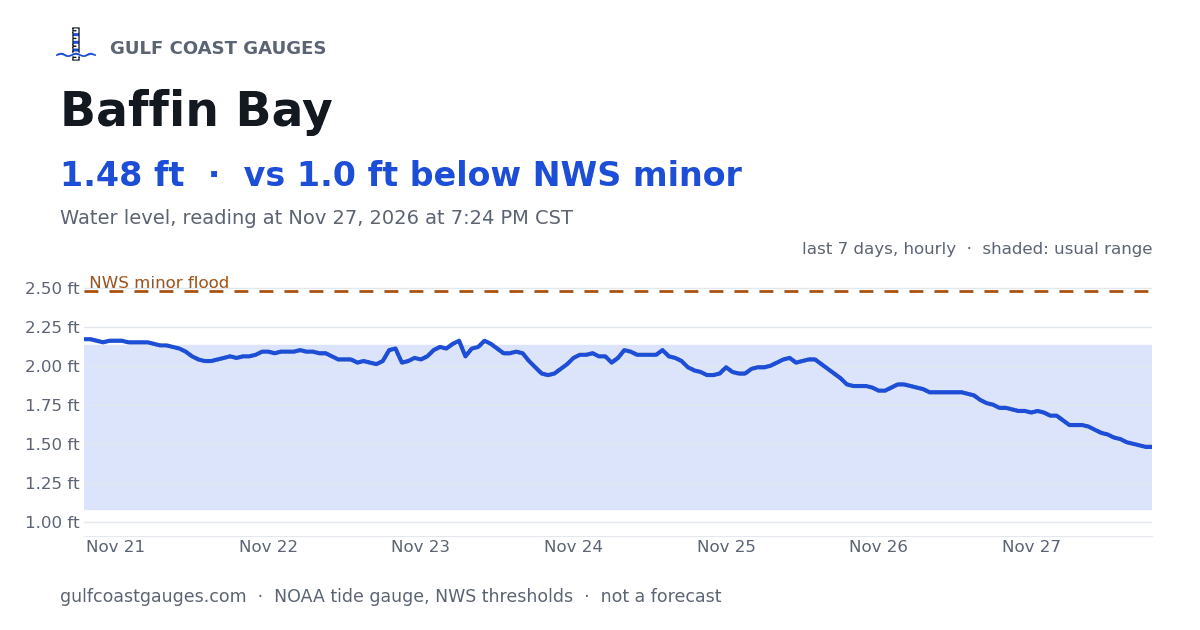 GULF COAST GAUGES
Baffin Bay
1.48 ft · vs 1.0 ft below NWS minor
Water level, reading at Nov 27, 2026 at 7:24 PM CST
last 7 days, hourly · shaded: usual range
NWS minor flood
2.50 ft
2.25 ft
2.00 ft
1.75 ft
1.50 ft
1.25 ft
1.00 ft
Nov 21 Nov 22 Nov 23 Nov 24 Nov 25 Nov 26 Nov 27
gulfcoastgauges.com · NOAA tide gauge, NWS thresholds · not a forecast